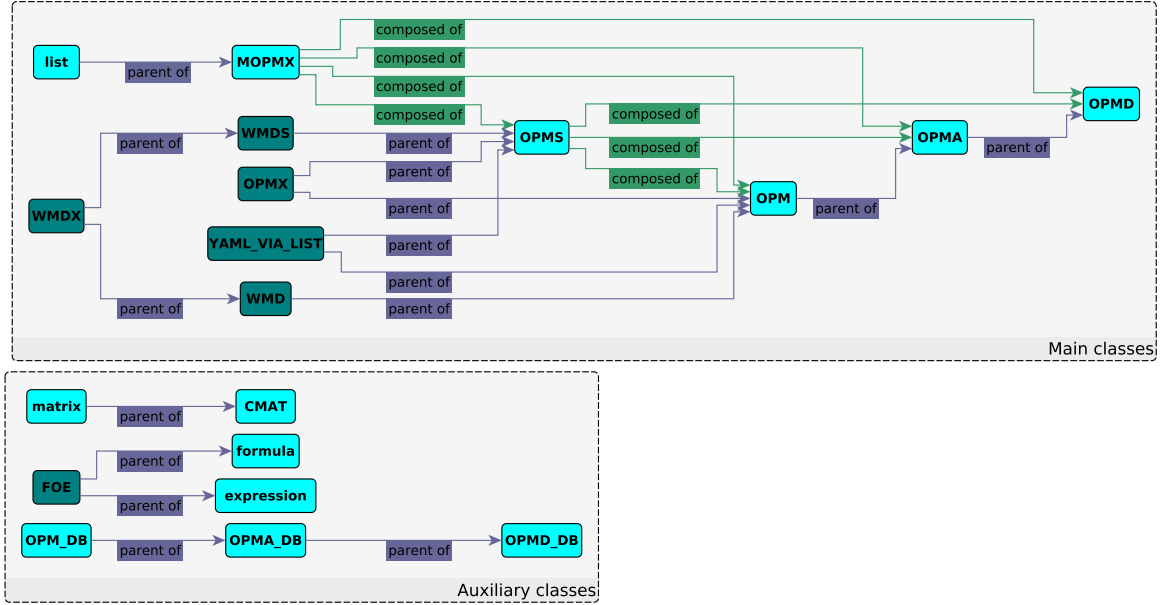 composed of
list
parent of
MOPMX
composed of
composed of
composed of
OPMD
WMDS
parent of
parent of
OPMS
composed of
composed of
composed of
OPMA
parent of
OPMX
parent of
parent of
OPM
parent of
WMDX
YAML_VIA_LIST
parent of
parent of
parent of
WMD
parent of
Main classes
matrix
parent of
CMAT
formula
parent of
FOE
expression
parent of
OPM_DB
parent of
OPMA_DB
parent of
OPMD_DB
Auxiliary classes